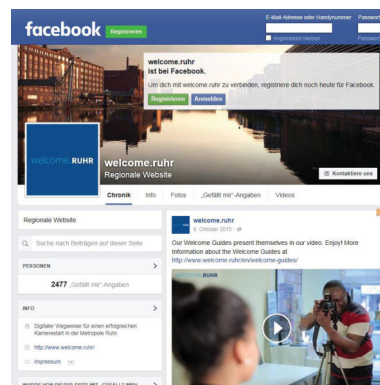 facebook
Registrieren
E-Mail-Adresse oder Handynummer
Passwort
Angemeldet bleiben
Passwort
welcome.ruhr
ist bei Facebook.
Um dich mit welcome.ruhr zu verbinden, registriere dich noch heute für Facebook.
Registrieren
Anmelden
welcome.RUHR
welcome.ruhr
Regionale Website
Kontaktiere uns
Chronik
Info
Fotos
„Gefällt mir“-Angaben
Videos
Regionale Website
Suche nach Beiträgen auf dieser Seite
PERSONEN
2477 „Gefällt mir“-Angaben
INFO
Digitaler Wegweiser für einen erfolgreichen
Karrierestart in der Metropole Ruhr.
http://www.welcome.ruhr/
Impressum
welcome.ruhr
9. Oktober 2015
Our Welcome Guides present themselves in our video. Enjoy! More
information about the Welcome Guides at
http://www.welcome.ruhr/en/welcome-guides/
welcome.RUHR